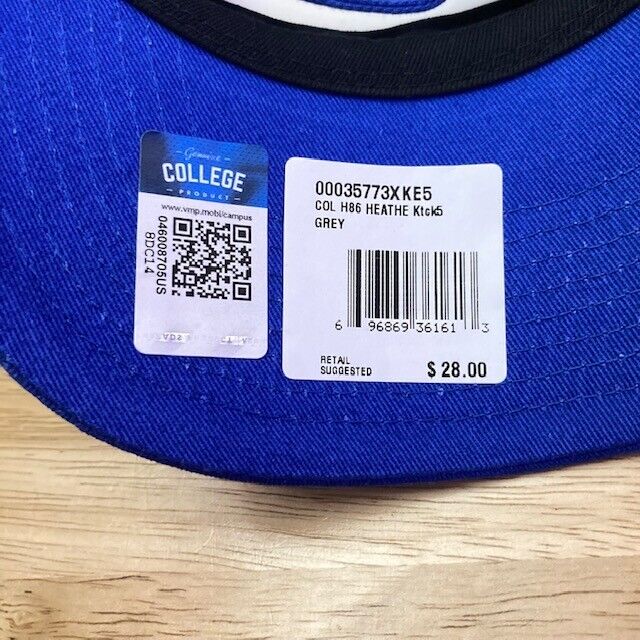 Genuine
COLLEGE
PRODUCT
www.vmp.mobi/campus
046008705US
8DC14
00035773XKE5
COL H86 HEATHE Ktck5
GREY
6 96869 36161 3
RETAIL
SUGGESTED
$ 28.00